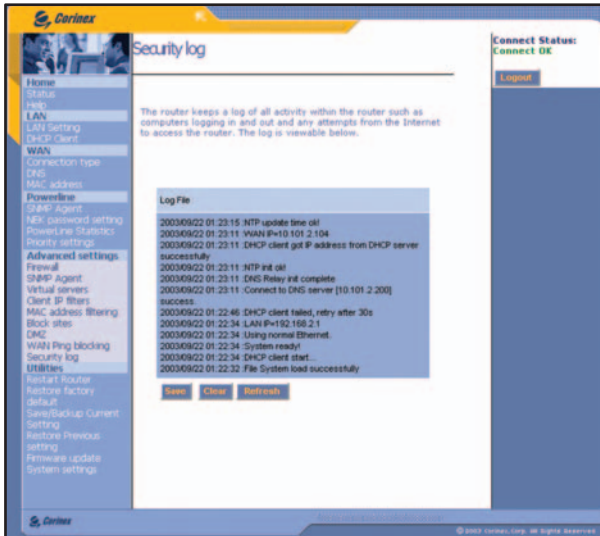 Corinex
Security log
Connect Status:
Connect OK
Logout
Home
Status
Help
LAN
LAN Setting
DHCP Client
WAN
Connection type
DNS
MAC address
Powerline
SNMP Agent
NEK password setting
PowerLine Statistics
Priority settings
Advanced settings
Firewall
SNMP Agent
Virtual servers
Client IP filters
MAC address filtering
Block sites
DMZ
WAN Ping blocking
Security log
Utilities
Restart Router
Restore factory
default
Save/Backup Current
Setting
Restore Previous
setting
Firmware update
System settings
The router keeps a log of all activity within the router such as
computers logging in and out and any attempts from the Internet
to access the router. The log is viewable below.
Log File
2003/09/22 01:23:15 :NTP update time ok!
2003/09/22 01:23:11 :WAN IP=10.101.2.104
2003/09/22 01:23:11 :DHCP client got IP address from DHCP server
successfully
2003/09/22 01:23:11 :NTP init ok!
2003/09/22 01:23:11 :DNS Relay init complete
2003/09/22 01:23:11 :Connect to DNS server [10.101.2.200]
success.
2003/09/22 01:22:46 :DHCP client failed, retry after 30s
2003/09/22 01:22:34 :LAN IP=192.168.2.1
2003/09/22 01:22:34 :Using normal Ethernet.
2003/09/22 01:22:34 :System ready!
2003/09/22 01:22:34 :DHCP client start...
2003/09/22 01:22:32 :File System load successfully
Save Clear Refresh
Corinex
© 2003 Corinex, Corp. All Rights Reserved